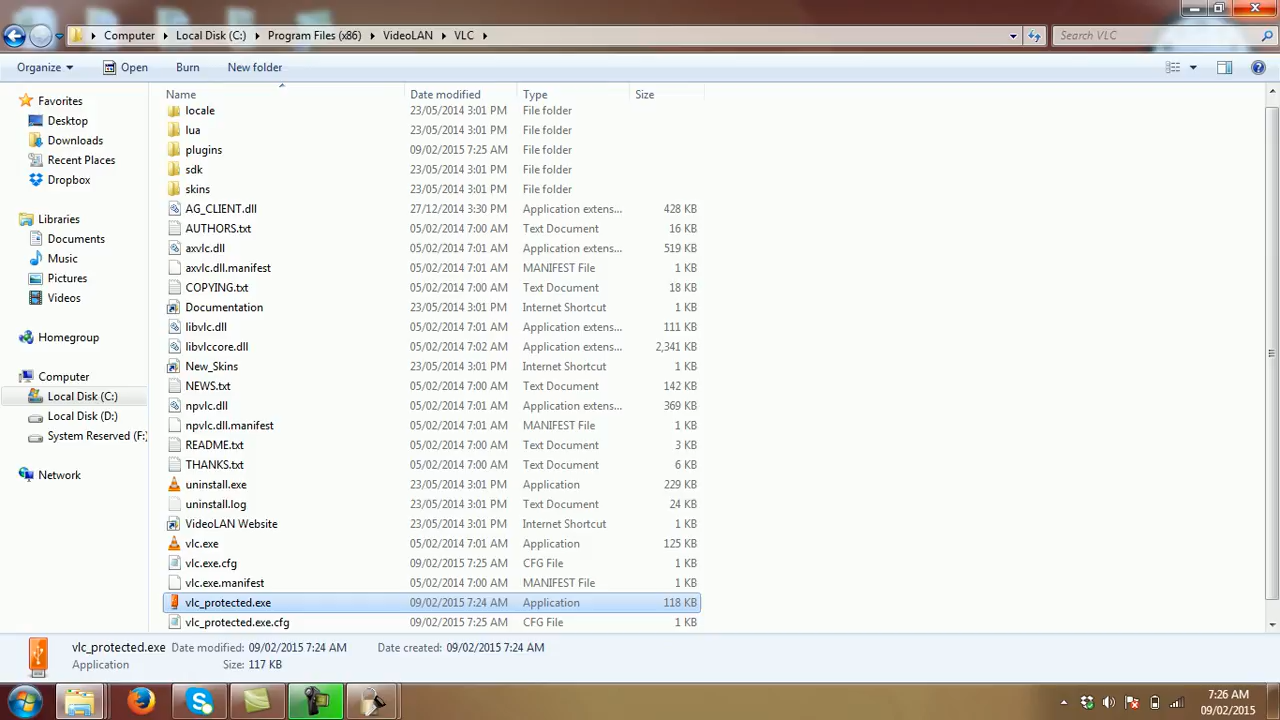 Computer Local Disk (C:) Program Files (x86) VideoLAN VLC Search VLC
Organize Open Burn New folder
Favorites
Desktop
Downloads
Recent Places
Dropbox
Libraries
Documents
Music
Pictures
Videos
Homegroup
Computer
Local Disk (C:)
Local Disk (D:)
System Reserved (F:)
Network
Name Date modified Type Size
locale 23/05/2014 3:01 PM File folder
lua 23/05/2014 3:01 PM File folder
plugins 09/02/2015 7:25 AM File folder
sdk 23/05/2014 3:01 PM File folder
skins 23/05/2014 3:01 PM File folder
AG_CLIENT.dll 27/12/2014 3:30 PM Application extens... 428 KB
AUTHORS.txt 05/02/2014 7:00 AM Text Document 16 KB
axvlc.dll 05/02/2014 7:01 AM Application extens... 519 KB
axvlc.dll.manifest 05/02/2014 7:01 AM MANIFEST File 1 KB
COPYING.txt 05/02/2014 7:00 AM Text Document 18 KB
Documentation 23/05/2014 3:01 PM Internet Shortcut 1 KB
libvlc.dll 05/02/2014 7:01 AM Application extens... 111 KB
libvlccore.dll 05/02/2014 7:02 AM Application extens... 2,341 KB
New_Skins 23/05/2014 3:01 PM Internet Shortcut 1 KB
NEWS.txt 05/02/2014 7:00 AM Text Document 142 KB
npvlc.dll 05/02/2014 7:01 AM Application extens... 369 KB
npvlc.dll.manifest 05/02/2014 7:01 AM MANIFEST File 1 KB
README.txt 05/02/2014 7:00 AM Text Document 3 KB
THANKS.txt 05/02/2014 7:00 AM Text Document 6 KB
uninstall.exe 23/05/2014 3:01 PM Application 229 KB
uninstall.log 23/05/2014 3:01 PM Text Document 24 KB
VideoLAN Website 23/05/2014 3:01 PM Internet Shortcut 1 KB
vlc.exe 05/02/2014 7:01 AM Application 125 KB
vlc.exe.cfg 09/02/2015 7:25 AM CFG File 1 KB
vlc.exe.manifest 05/02/2014 7:00 AM MANIFEST File 1 KB
vlc_protected.exe 09/02/2015 7:24 AM Application 118 KB
vlc_protected.exe.cfg 09/02/2015 7:25 AM CFG File 1 KB
vlc_protected.exe Date modified: 09/02/2015 7:24 AM Date created: 09/02/2015 7:24 AM
Application Size: 117 KB
7:26 AM
09/02/2015